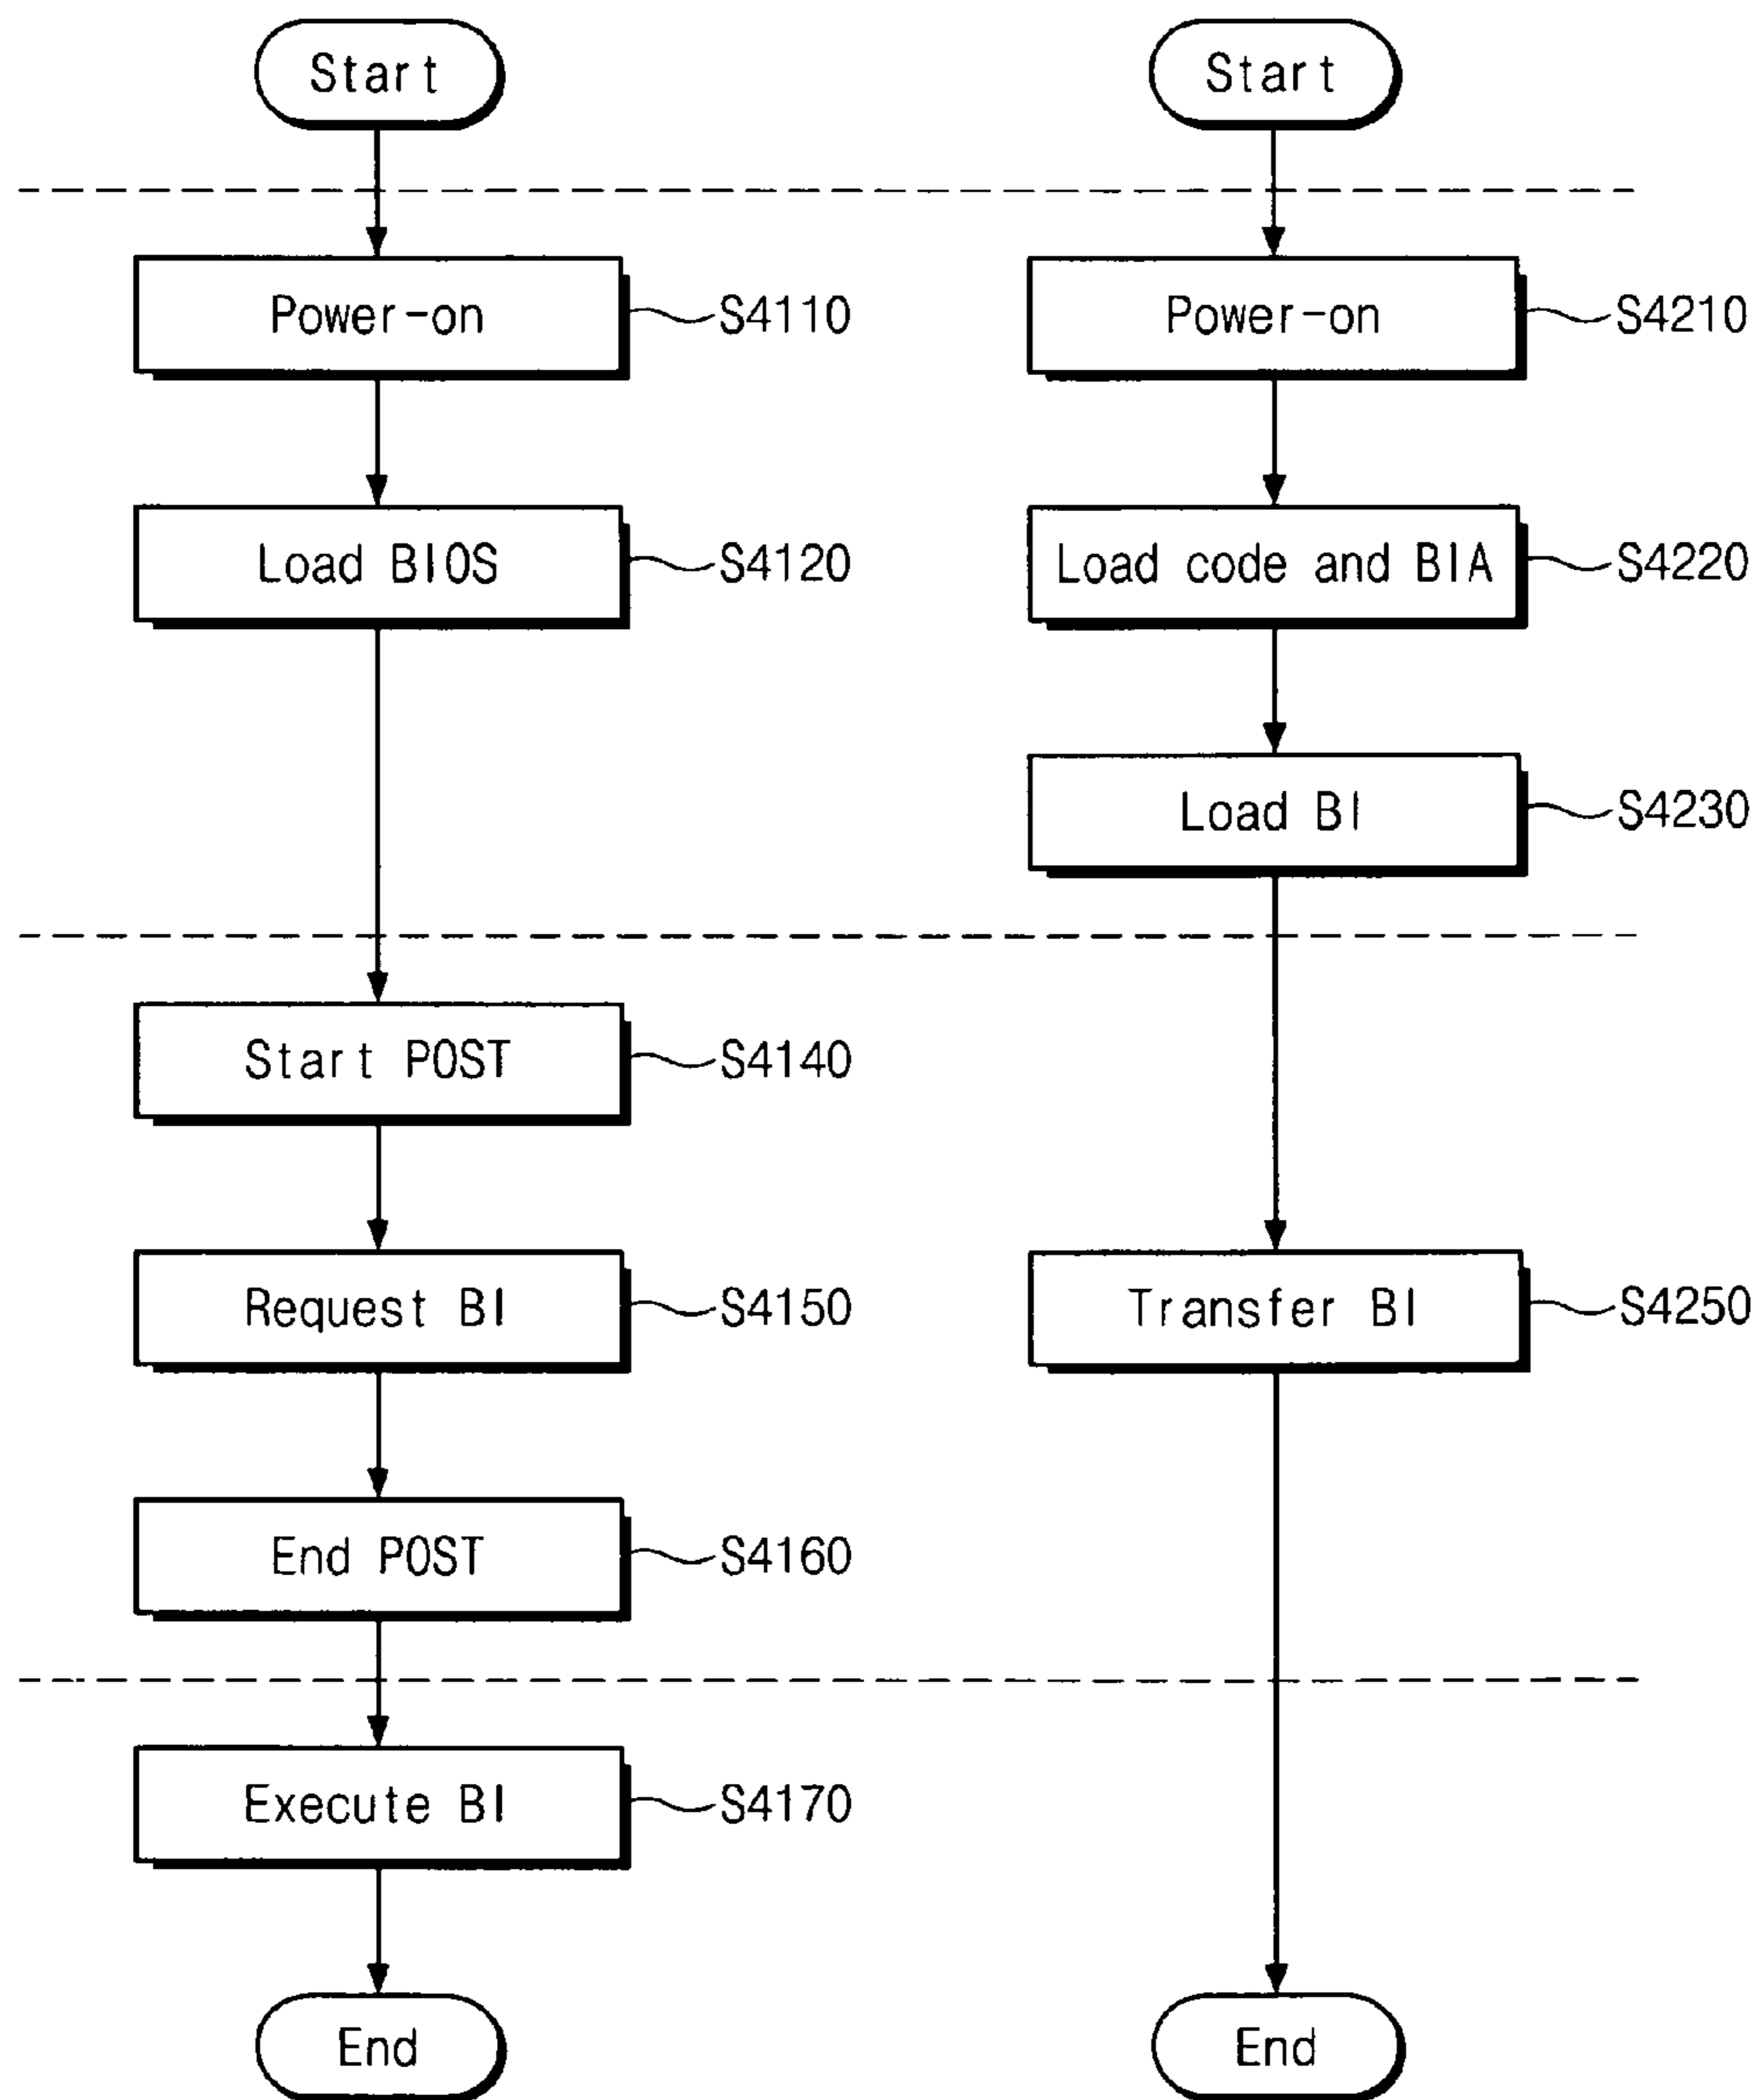 Start
Start
Power-on
S4110
Power-on
S4210
Load BIOS
S4120
Load code and BIA
S4220
Load BI
S4230
Start POST
S4140
Request BI
S4150
Transfer BI
S4250
End POST
S4160
Execute BI
S4170
End
End